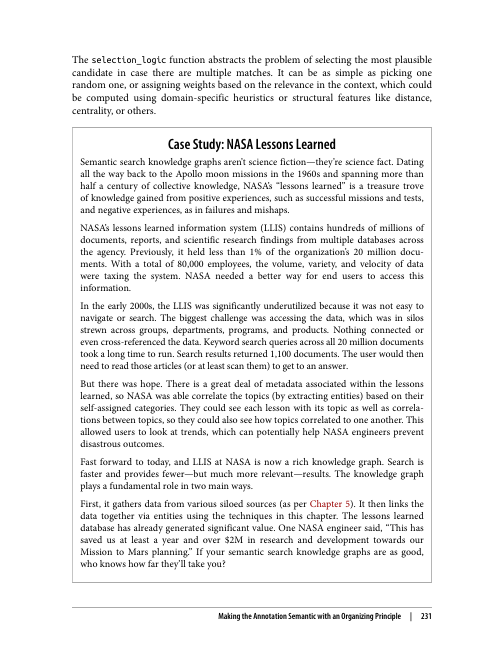 The selection_logic function abstracts the problem of selecting the most plausible
candidate in case there are multiple matches. It can be as simple as picking one
random one, or assigning weights based on the relevance in the context, which could
be computed using domain-specific heuristics or structural features like distance,
centrality, or others.
Case Study: NASA Lessons Learned
Semantic search knowledge graphs aren’t science fiction—they’re science fact. Dating
all the way back to the Apollo moon missions in the 1960s and spanning more than
half a century of collective knowledge, NASA’s “lessons learned” is a treasure trove
of knowledge gained from positive experiences, such as successful missions and tests,
and negative experiences, as in failures and mishaps.
NASA’s lessons learned information system (LLIS) contains hundreds of millions of
documents, reports, and scientific research findings from multiple databases across
the agency. Previously, it held less than 1% of the organization’s 20 million docu-
ments. With a total of 80,000 employees, the volume, variety, and velocity of data
were taxing the system. NASA needed a better way for end users to access this
information.
In the early 2000s, the LLIS was significantly underutilized because it was not easy to
navigate or search. The biggest challenge was accessing the data, which was in silos
strewn across groups, departments, programs, and products. Nothing connected or
even cross-referenced the data. Keyword search queries across all 20 million documents
took a long time to run. Search results returned 1,100 documents. The user would then
need to read those articles (or at least scan them) to get to an answer.
But there was hope. There is a great deal of metadata associated within the lessons
learned, so NASA was able correlate the topics (by extracting entities) based on their
self-assigned categories. They could see each lesson with its topic as well as correla-
tions between topics, so they could also see how topics correlated to one another. This
allowed users to look at trends, which can potentially help NASA engineers prevent
disastrous outcomes.
Fast forward to today, and LLIS at NASA is now a rich knowledge graph. Search is
faster and provides fewer—but much more relevant—results. The knowledge graph
plays a fundamental role in two main ways.
First, it gathers data from various siloed sources (as per Chapter 5). It then links the
data together via entities using the techniques in this chapter. The lessons learned
database has already generated significant value. One NASA engineer said, “This has
saved us at least a year and over $2M in research and development towards our
Mission to Mars planning.” If your semantic search knowledge graphs are as good,
who knows how far they’ll take you?
Making the Annotation Semantic with an Organizing Principle | 231